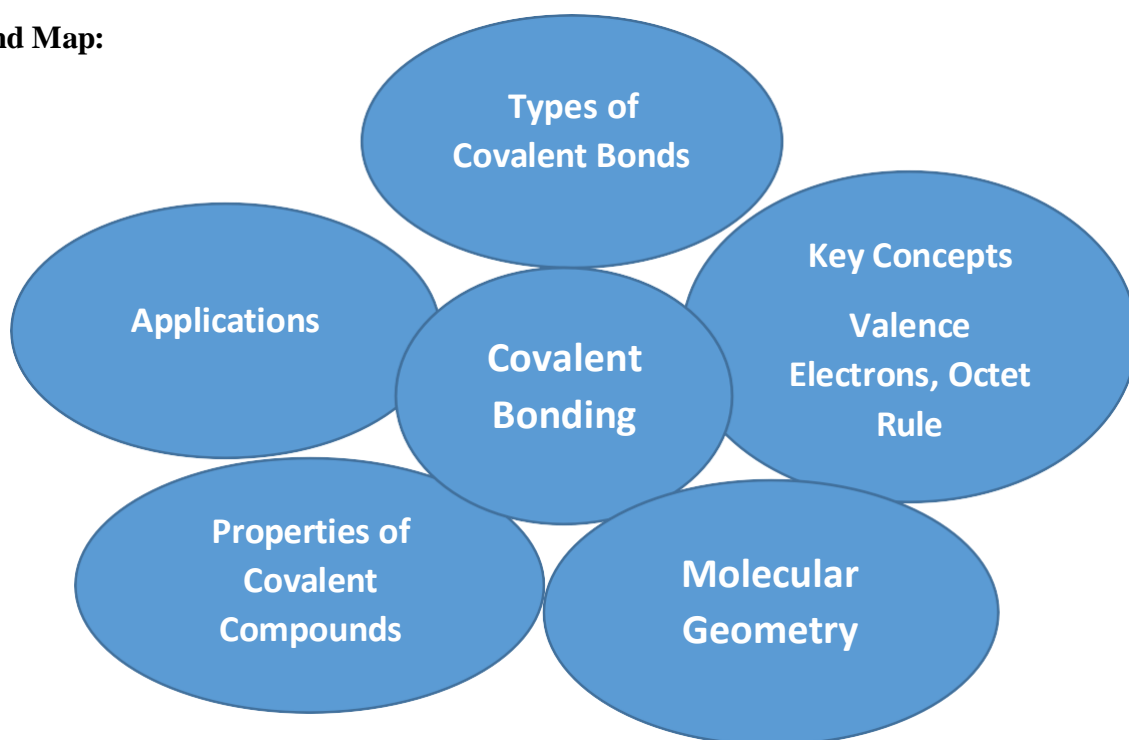 nd Map:
Types of
Covalent Bonds
Key Concepts
Valence
Electrons, Octet
Rule
Applications
Covalent
Bonding
Properties of
Covalent
Compounds
Molecular
Geometry